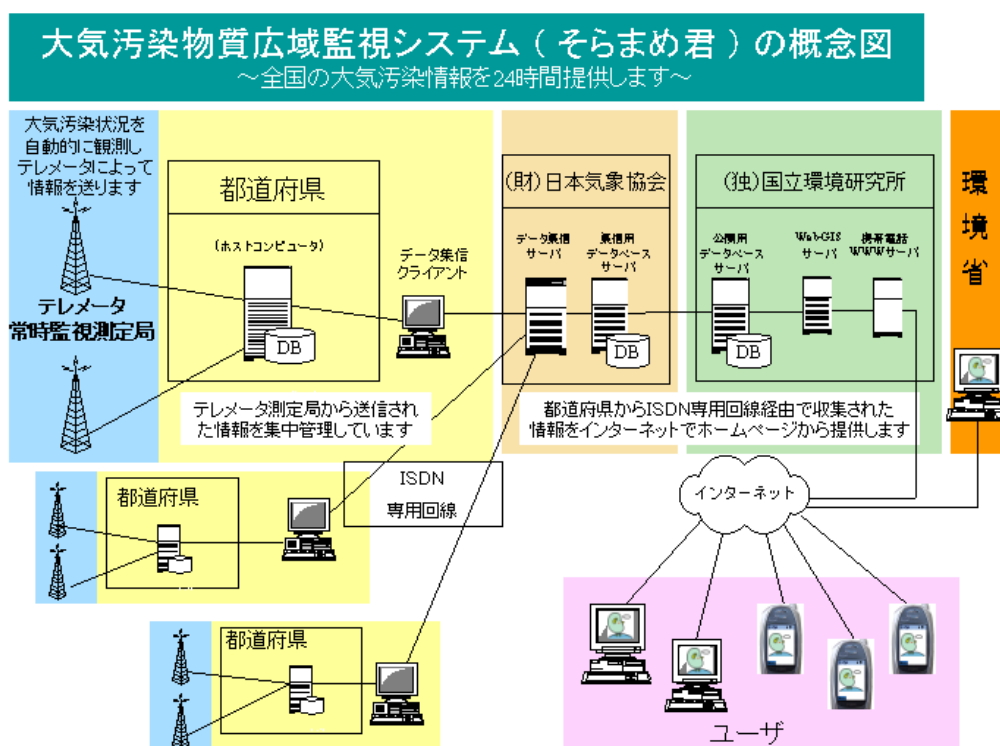 大気汚染物質広域監視システム(そらまめ君)の概念図
～全国の大気汚染情報を24時間提供します～
大気汚染状況を
自動的に観測し
テレメータによって
情報を送ります
テレメータ
常時監視測定局
都道府県
(ホストコンピュータ)
DB
データ集信
クライアント
テレメータ測定局から送信され
た情報を集中管理しています
(財)日本気象協会
データ集信
サーバ
集信用
データベース
サーバ
DB
(独)国立環境研究所
公開用
データベース
サーバ
DB
Web-GIS
サーバ
携帯電話
WWWサーバ
都道府県からISDN専用回線経由で収集された
情報をインターネットでホームページから提供します
環
境
省
ISDN
専用回線
都道府県
都道府県
インターネット
ユーザ